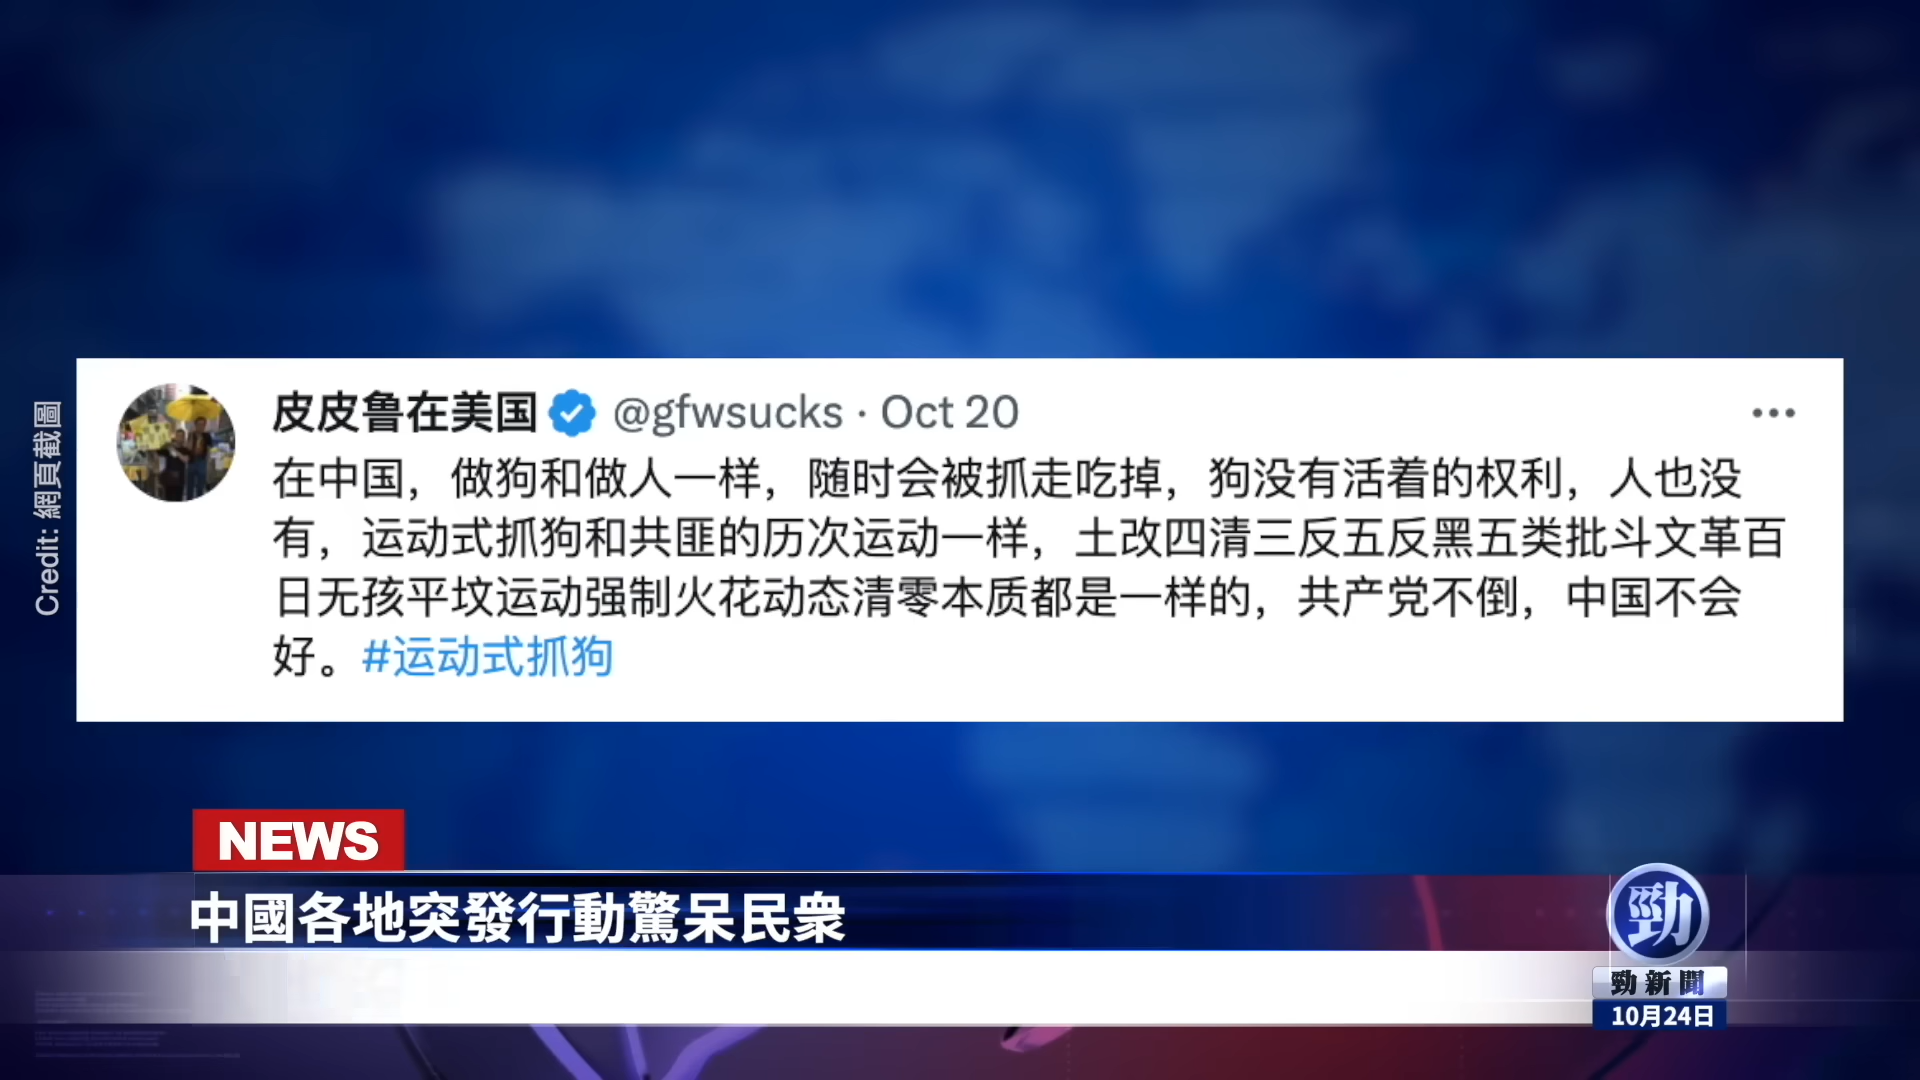 皮皮鲁在美国 @gfwsucks · Oct 20
在中国，做狗和做人一样，随时会被抓走吃掉，狗没有活着的权利，人也没
有，运动式抓狗和共匪的历次运动一样，土改四清三反五反黑五类批斗文革百
日无孩平坟运动强制火花动态清零本质都是一样的，共产党不倒，中国不会
好。#运动式抓狗
Credit: 網頁截圖
NEWS
中國各地突發行動驚呆民衆
勁
勁新聞
10月24日